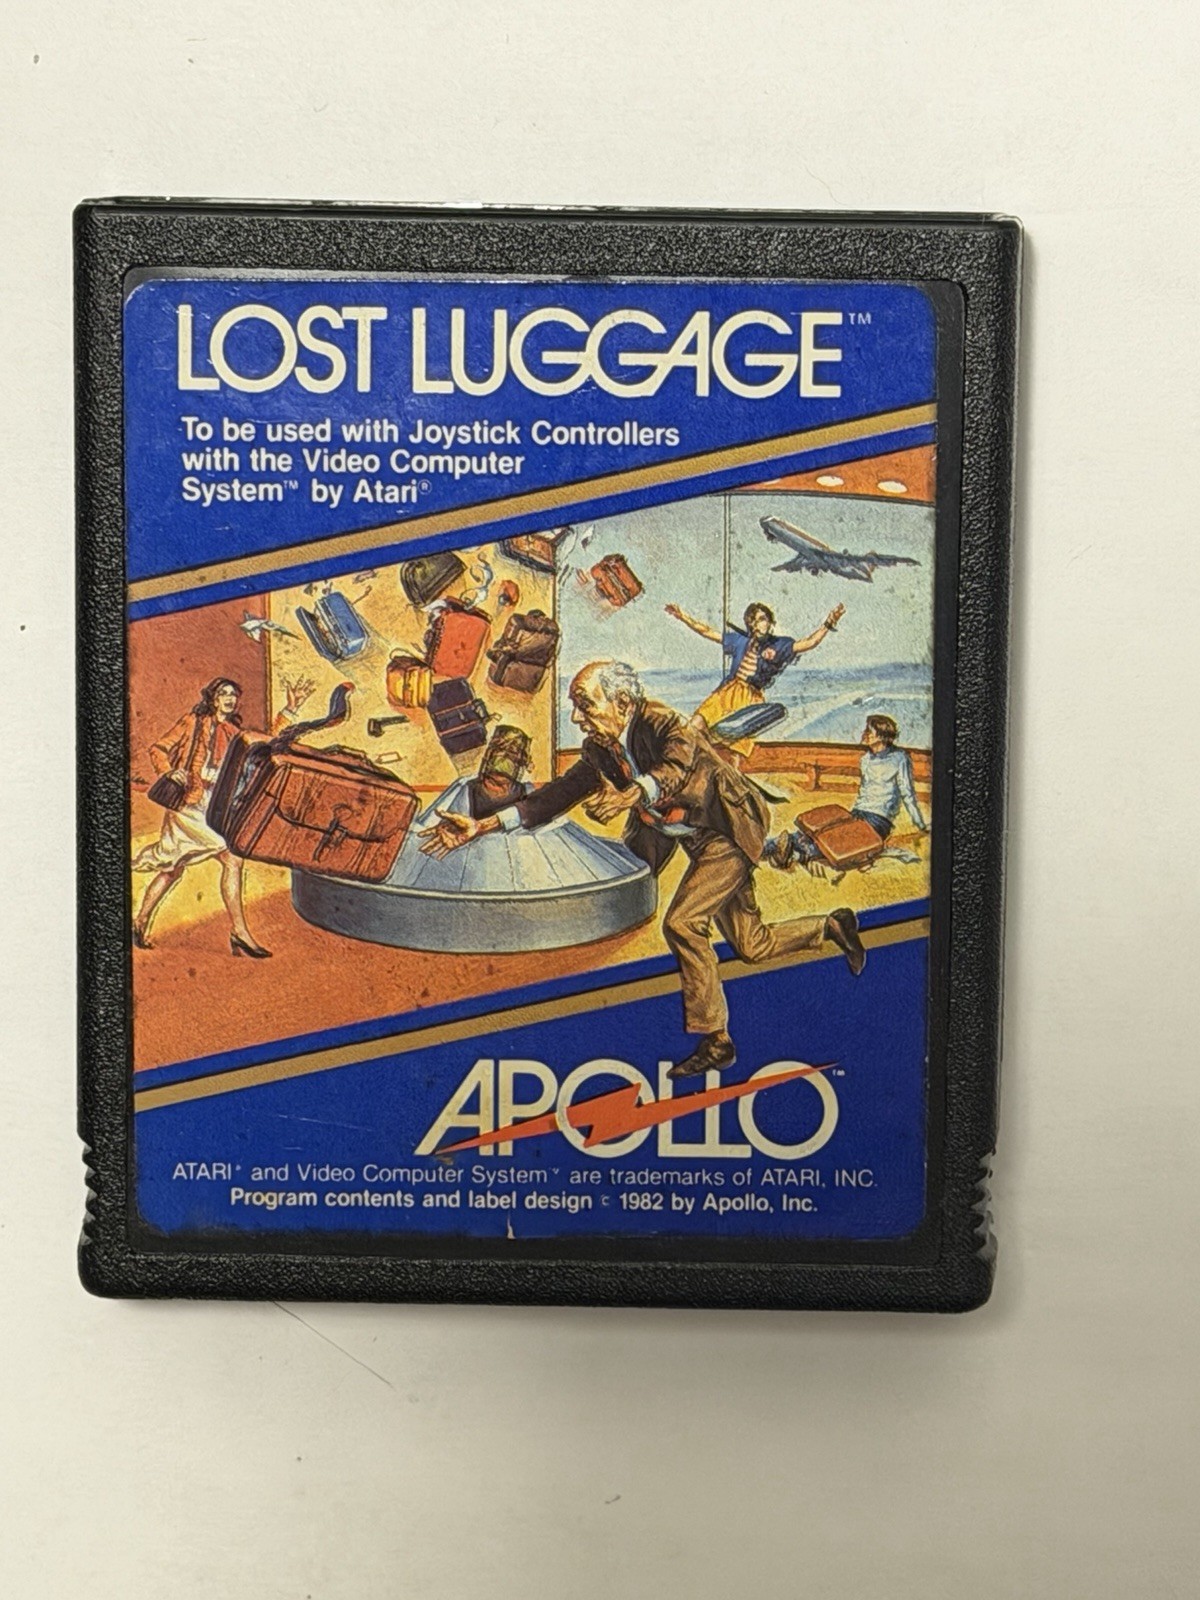 LOST LUGGAGE™
To be used with Joystick Controllers
with the Video Computer
System™ by Atari®
APOLLO™
ATARI® and Video Computer System™ are trademarks of ATARI, INC.
Program contents and label design © 1982 by Apollo, Inc.